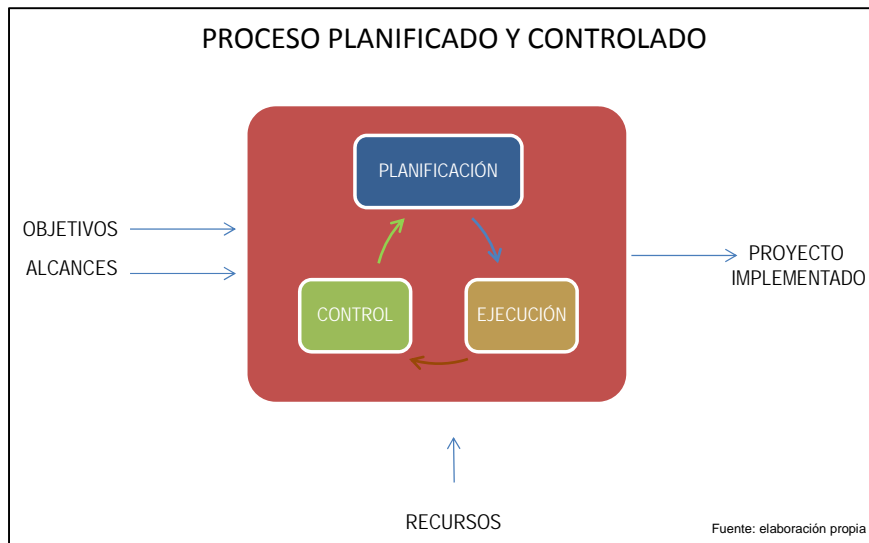 PROCESO PLANIFICADO Y CONTROLADO
PLANIFICACIÓN
OBJETIVOS
ALCANCES
PROYECTO
IMPLEMENTADO
CONTROL
EJECUCIÓN
RECURSOS
Fuente: elaboración propia